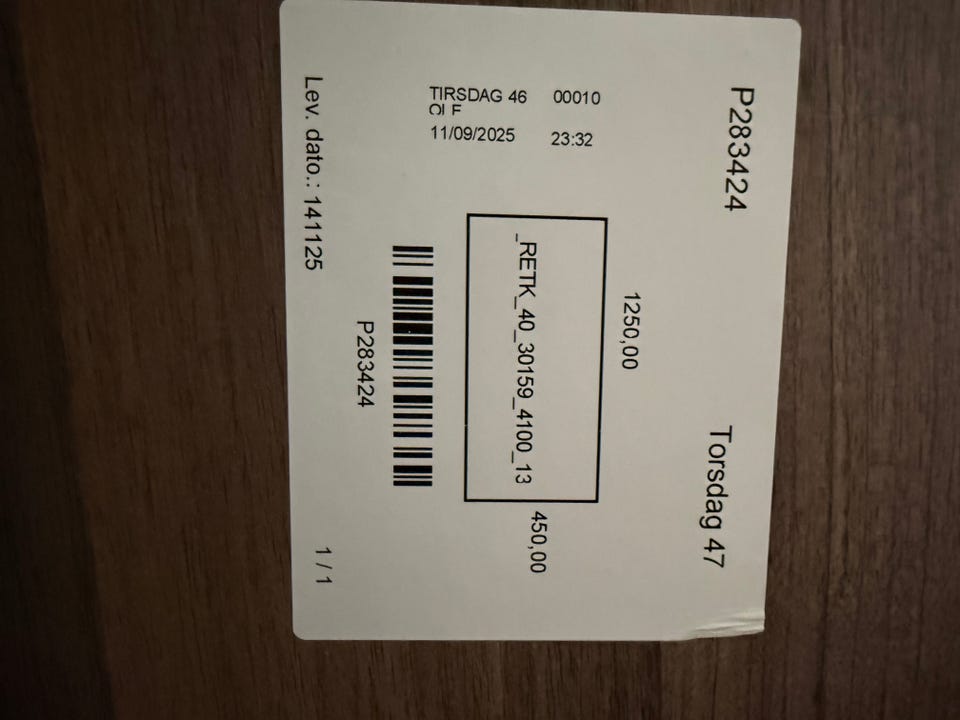 P283424
Torsdag 47
1250,00
_RETK_40_30159_4100_13
450,00
P283424
Lev. dato.: 141125
1 / 1
TIRSDAG 46 00010
OLE
11/09/2025 23:32